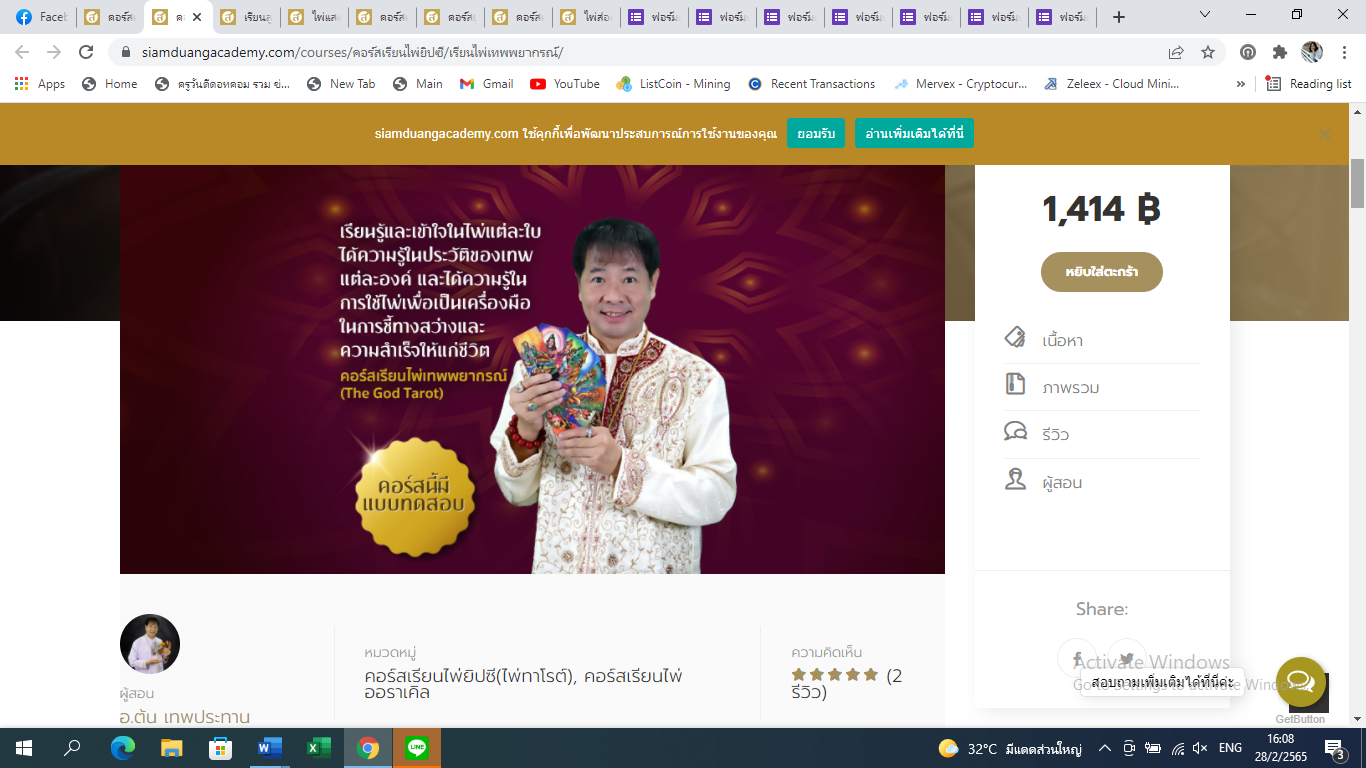 Faceb
คอร์สเ
ค
เรียนลู
ไพ่แสด
คอร์สเ
คอร์สเ
คอร์สเ
ไพ่ส่อง
ฟอร์มส
ฟอร์มส
ฟอร์มส
ฟอร์มส
ฟอร์มส
ฟอร์มส
ฟอร์มส
siamduangacademy.com/courses/คอร์สเรียนไพ่ยิปซี/เรียนไพ่เทพพยากรณ์/
Apps
Home
ครูวันดีดอทคอม รวม ข่...
New Tab
Main
Gmail
YouTube
ListCoin - Mining
Recent Transactions
Mervex - Cryptocur...
Zeleex - Cloud Mini...
»
Reading list
siamduangacademy.com ใช้คุกกี้เพื่อพัฒนาประสบการณ์การใช้งานของคุณ
ยอมรับ
อ่านเพิ่มเติมได้ที่นี่
เรียนรู้และเข้าใจในไพ่แต่ละใบ
ได้ความรู้ในประวัติของเทพ
แต่ละองค์ และได้ความรู้ใน
การใช้ไพ่เพื่อเป็นเครื่องมือ
ในการชี้ทางสว่างและ
ความสำเร็จให้แก่ชีวิต
คอร์สเรียนไพ่เทพพยากรณ์
(The God Tarot)
คอร์สนี้มี
แบบทดสอบ
1,414 ฿
หยิบใส่ตะกร้า
เนื้อหา
ภาพรวม
รีวิว
ผู้สอน
Share:
ผู้สอน
อ.ต้น เทพประทาน
หมวดหมู่
คอร์สเรียนไพ่ยิปซี(ไพ่ทาโรต์), คอร์สเรียนไพ่
ออราเคิล
ความคิดเห็น
(2
รีวิว)
Activate Windows
Go to Settings to activate Windows.
สอบถามเพิ่มเติมได้ที่นี่ค่ะ
GetButton
32°C มีแดดส่วนใหญ่
ENG
16:08
28/2/2565
3